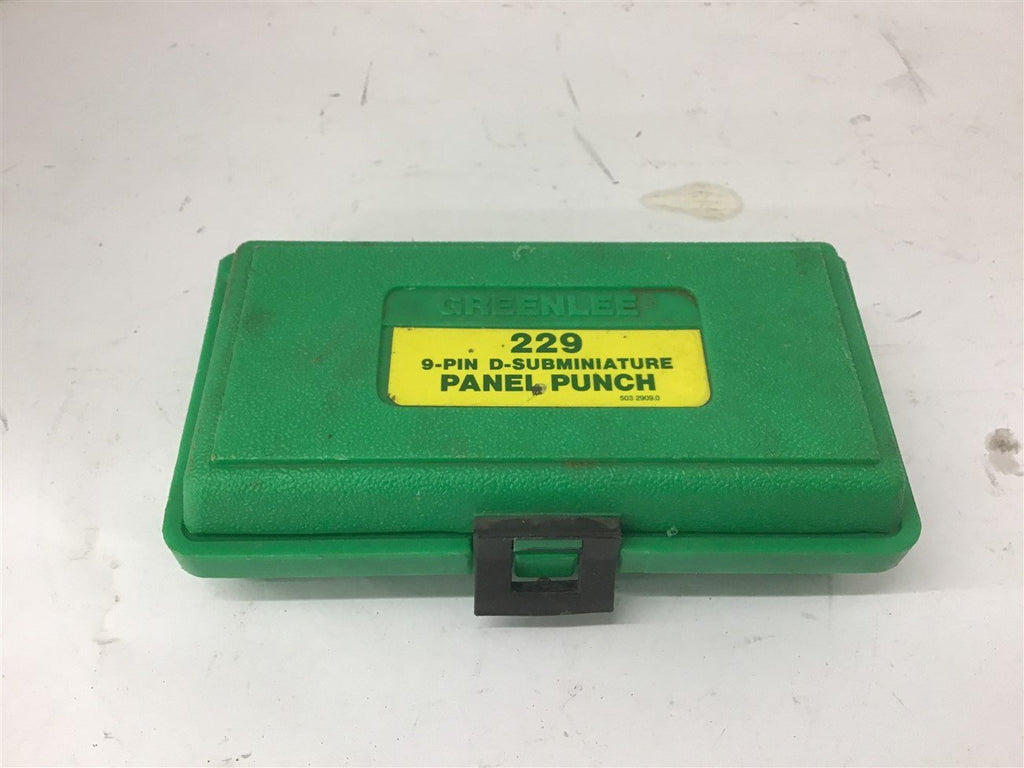 GREENLEE
229
9-PIN D-SUBMINIATURE
PANEL PUNCH
503 2909.0